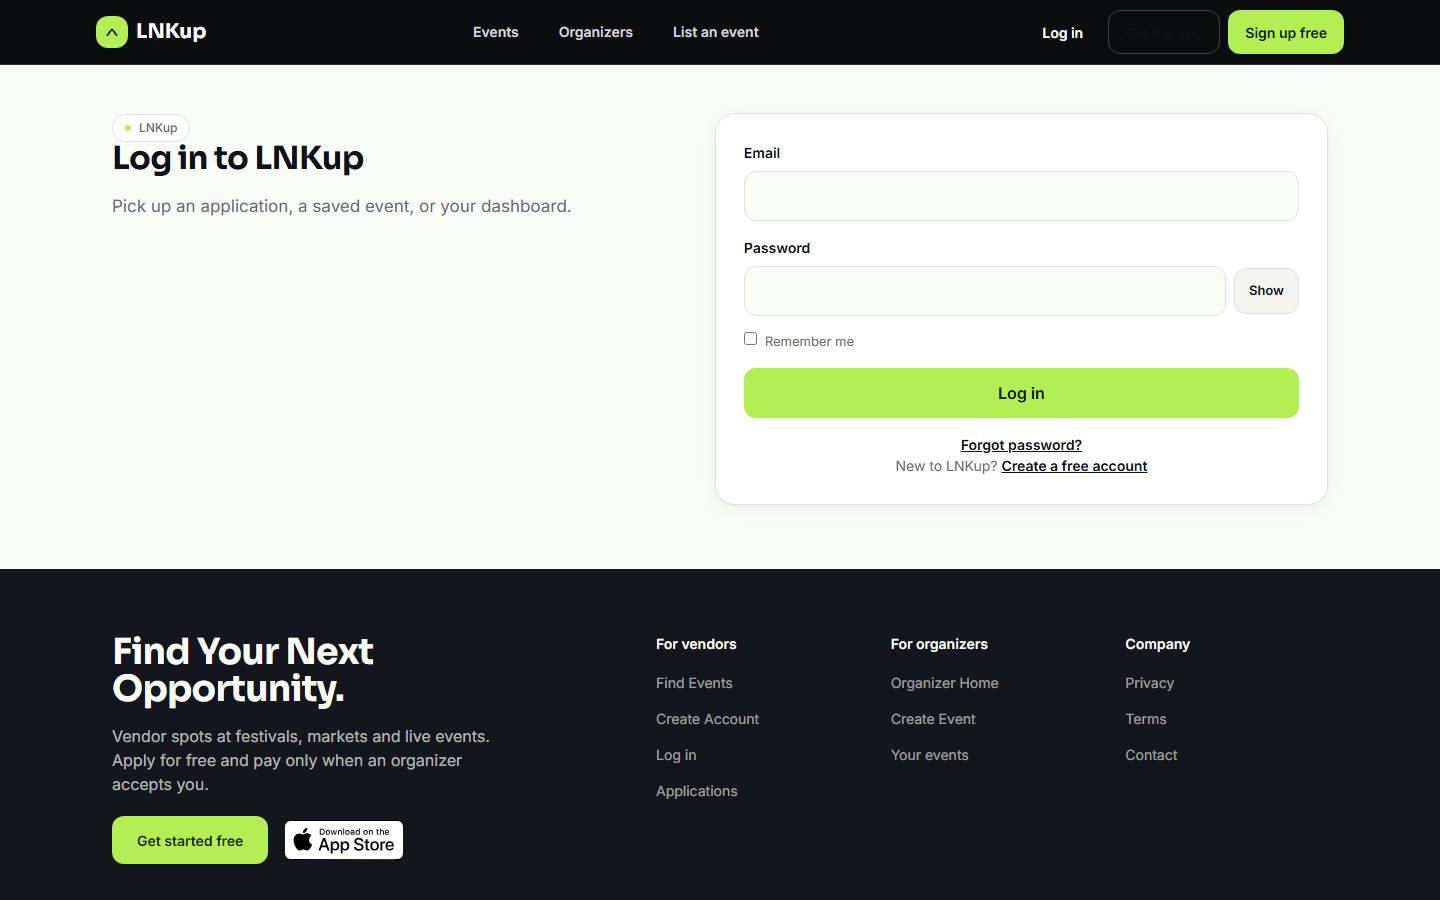 LNKup
Events
Organizers
List an event
Log in
Sign up free
LNKup
Log in to LNKup
Pick up an application, a saved event, or your dashboard.
Email
Password
Show
Remember me
Log in
Forgot password?
New to LNKup? Create a free account
Find Your Next
Opportunity.
Vendor spots at festivals, markets and live events.
Apply for free and pay only when an organizer
accepts you.
Get started free
Download on the
App Store
For vendors
Find Events
Create Account
Log in
Applications
For organizers
Organizer Home
Create Event
Your events
Company
Privacy
Terms
Contact